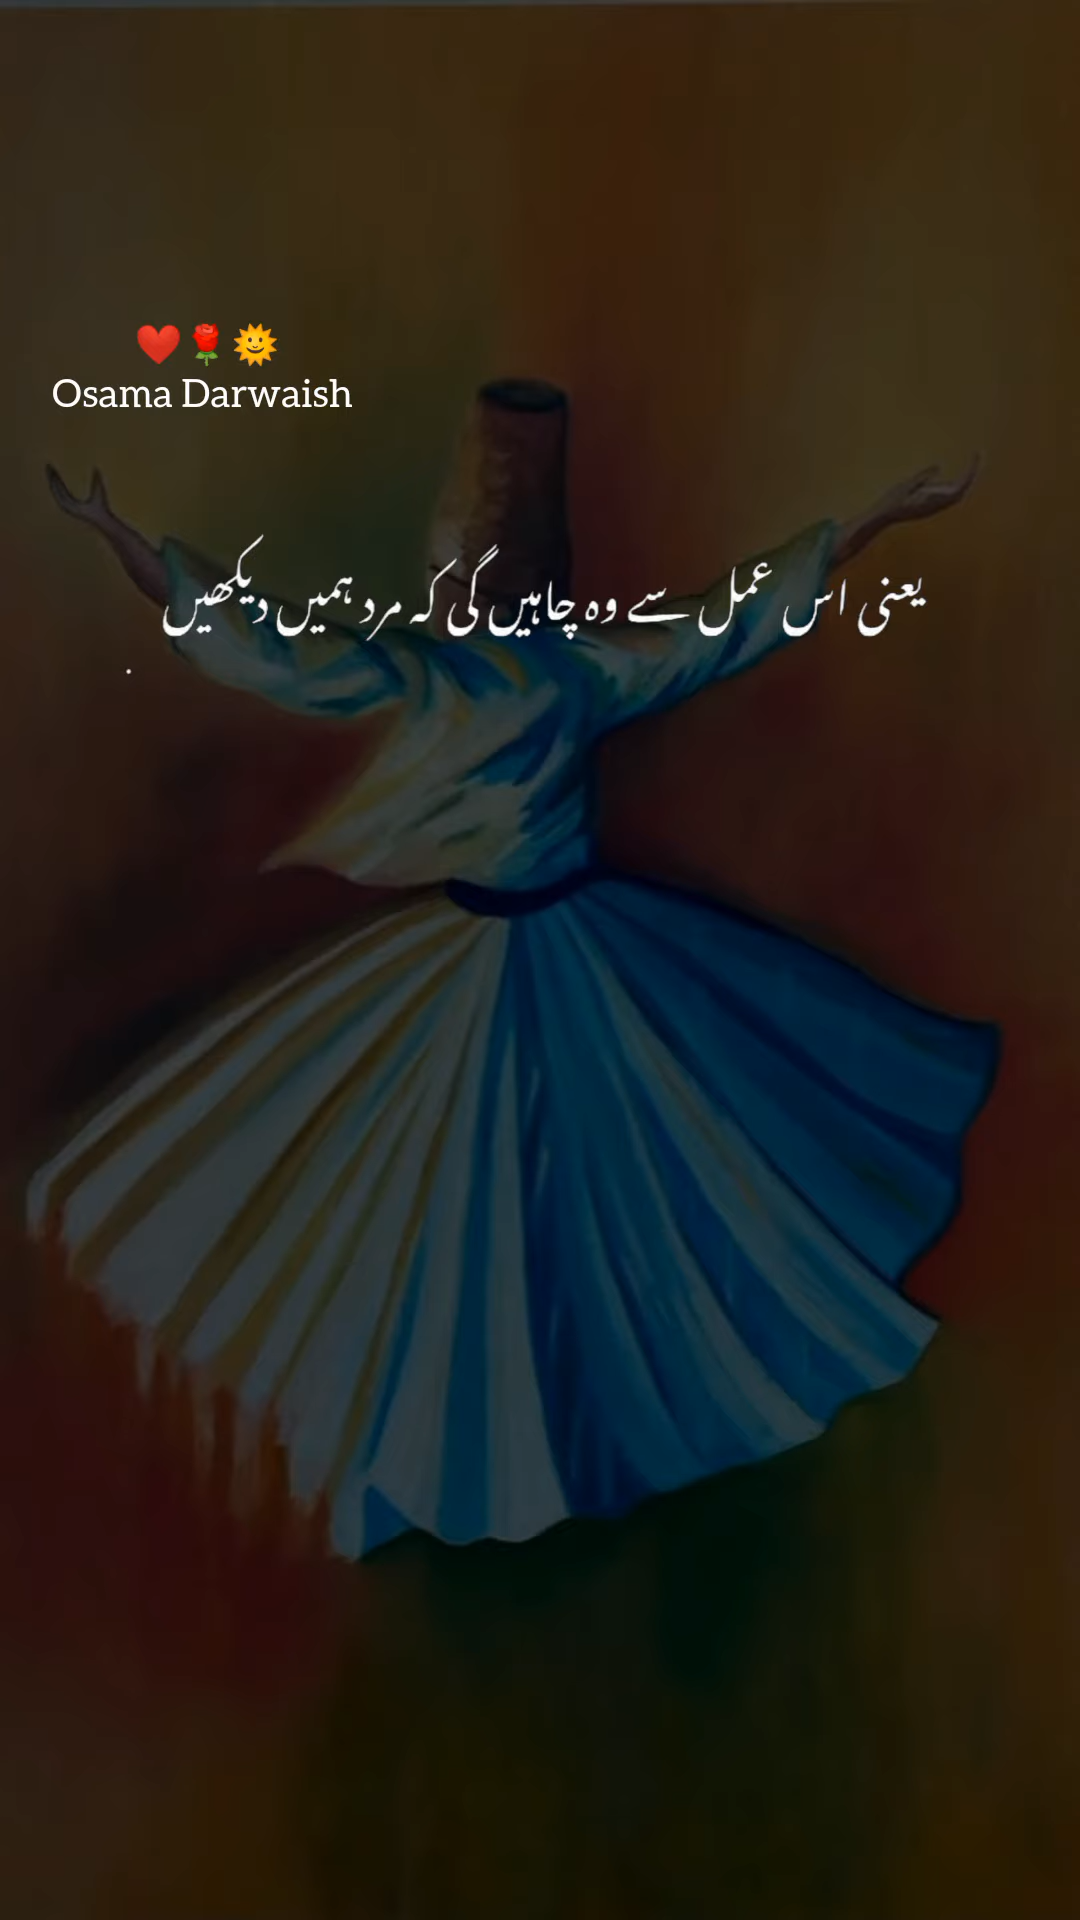 ❤️🌹🌞
Osama Darwaish
یعنی اس عمل سے وہ چاہیں گی کہ مرد ہمیں دیکھیں
.